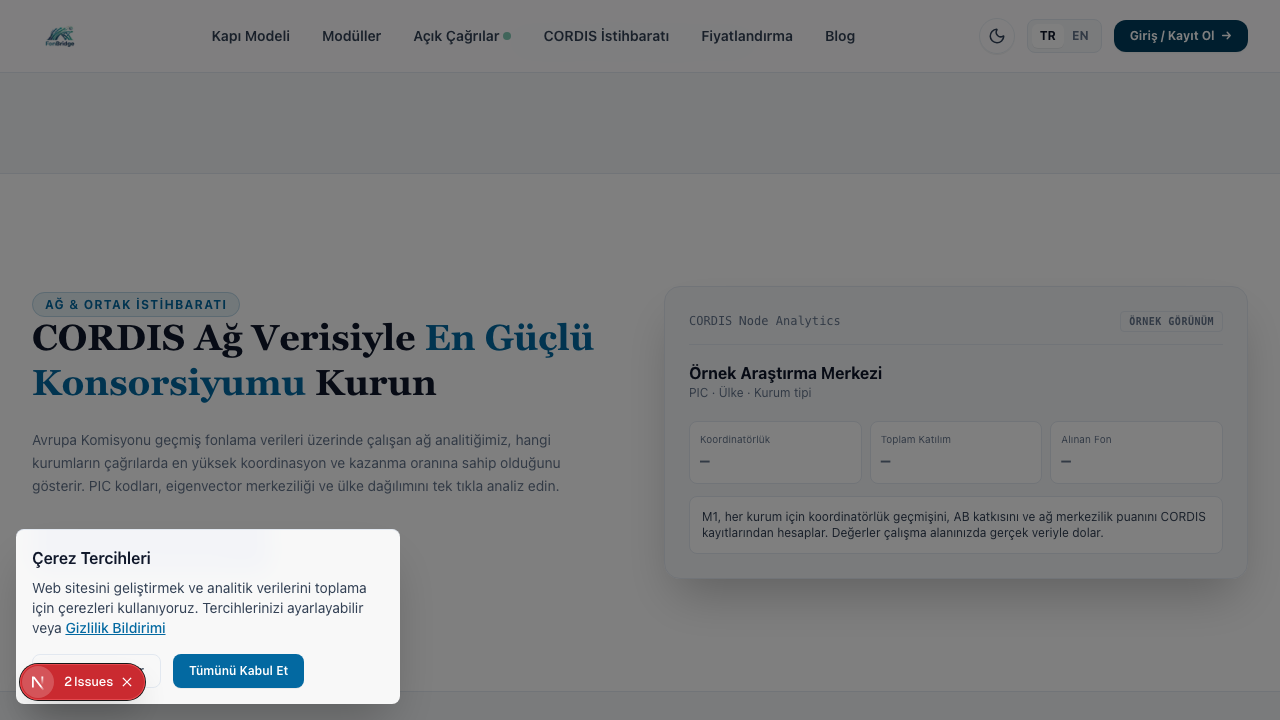 FonBridge
Kapı Modeli
Modüller
Açık Çağrılar
CORDIS İstihbaratı
Fiyatlandırma
Blog
TR
EN
Giriş / Kayıt Ol →
AĞ & ORTAK İSTİHBARATI
CORDIS Ağ Verisiyle En Güçlü
Konsorsiyumu Kurun
Avrupa Komisyonu geçmiş fonlama verileri üzerinde çalışan ağ analitiğimiz, hangi
kurumların çağrılarda en yüksek koordinasyon ve kazanma oranına sahip olduğunu
gösterir. PIC kodları, eigenvector merkeziliği ve ülke dağılımını tek tıkla analiz edin.
CORDIS Node Analytics
ÖRNEK GÖRÜNÜM
Örnek Araştırma Merkezi
PIC · Ülke · Kurum tipi
Koordinatörlük
—
Toplam Katılım
—
Alınan Fon
—
M1, her kurum için koordinatörlük geçmişini, AB katkısını ve ağ merkezilik puanını CORDIS
kayıtlarından hesaplar. Değerler çalışma alanınızda gerçek veriyle dolar.
Çerez Tercihleri
Web sitesini geliştirmek ve analitik verilerini toplama
için çerezleri kullanıyoruz. Tercihlerinizi ayarlayabilir
veya Gizlilik Bildirimi
Tümünü Kabul Et
N
2 Issues